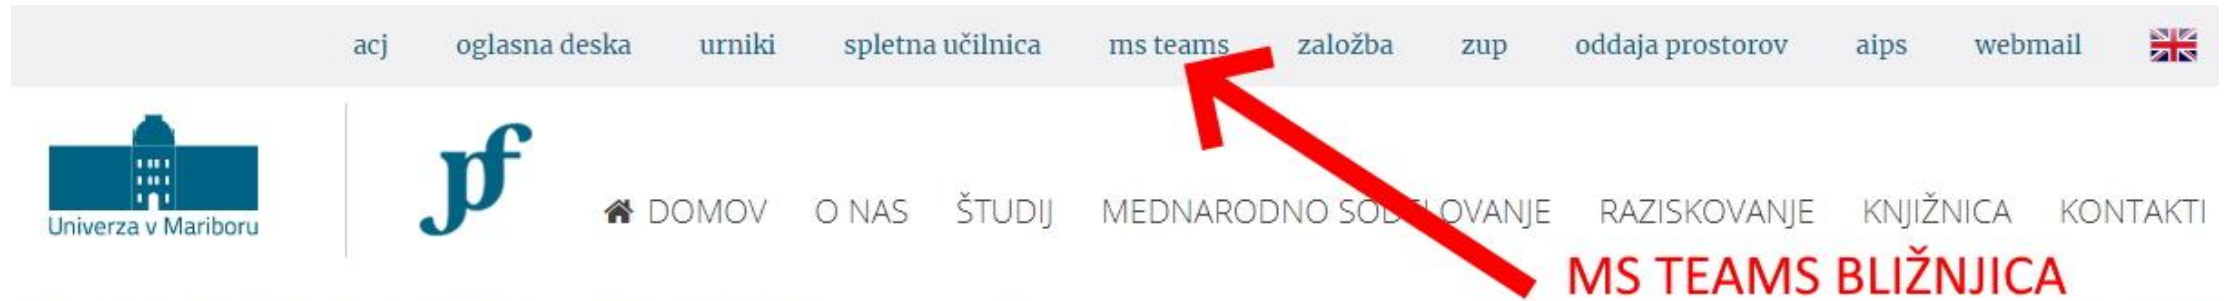 acj oglasna deska urniki spletna učilnica ms teams založba zup oddaja prostorov aips webmail
Univerza v Mariboru
pf
DOMOV O NAS ŠTUDIJ MEDNARODNO SODELOVANJE RAZISKOVANJE KNJIŽNICA KONTAKTI
MS TEAMS BLIŽNJICA